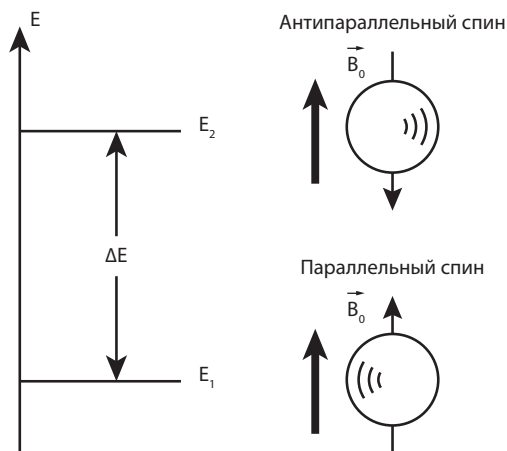 E
Антипараллельный спин
B₀
E₂
ΔE
Параллельный спин
B₀
E₁